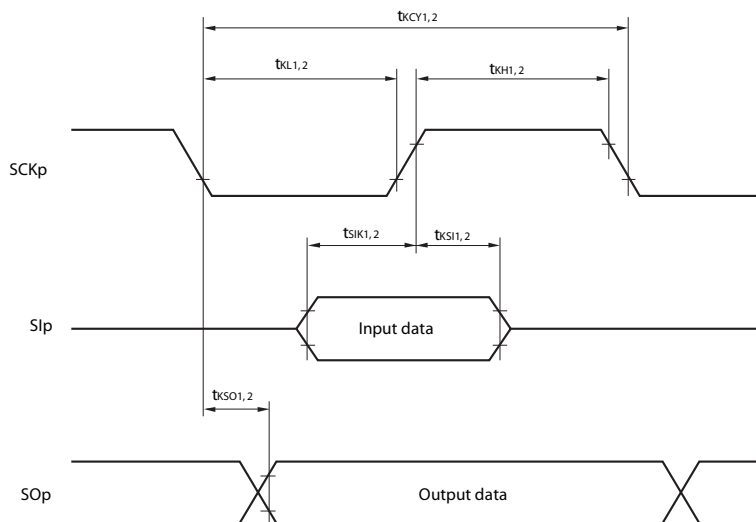 tKCY1, 2
tKL1, 2
tKH1, 2
SCKp
tSIK1, 2
tKSI1, 2
SIp
Input data
tKSO1, 2
SOp
Output data